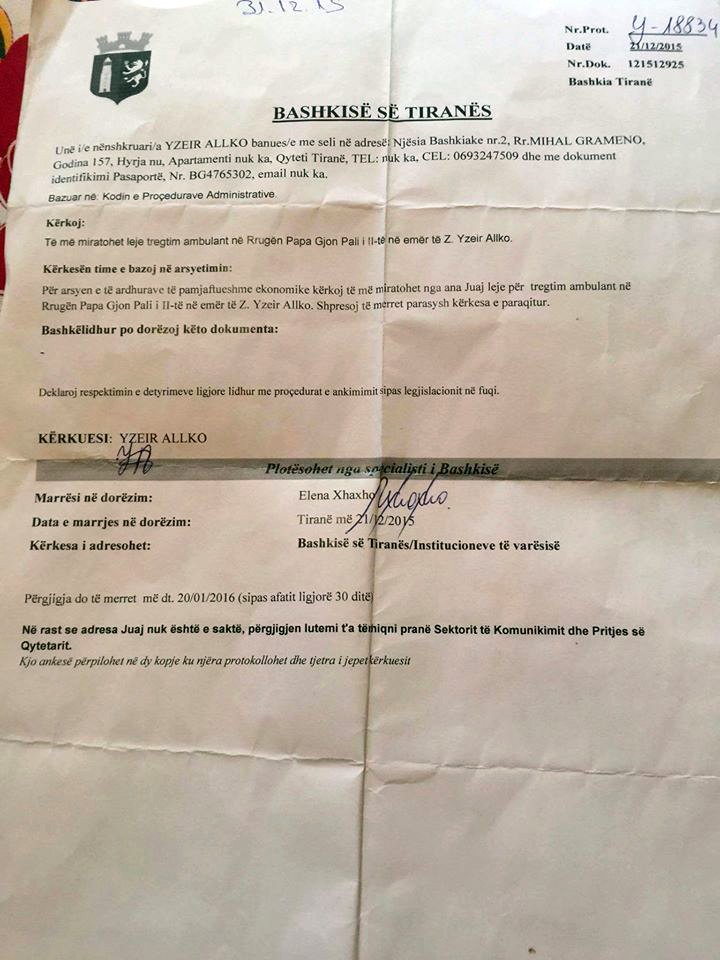 31.12.15
Nr.Prot. Y-18834
Datë 21/12/2015
Nr.Dok. 121512925
Bashkia Tiranë
BASHKISË SË TIRANËS
Unë i/e nënshkruari/a YZEIR ALLKO banues/e me seli në adresë: Njësia Bashkiake nr.2, Rr.MIHAL GRAMENO,
Godina 157, Hyrja nu, Apartamenti nuk ka, Qyteti Tiranë, TEL: nuk ka, CEL: 0693247509 dhe me dokument
identifikimi Pasaportë, Nr. BG4765302, email nuk ka.
Bazuar në: Kodin e Proçedurave Administrative.
Kërkoj:
Të më miratohet leje tregtim ambulant në Rrugën Papa Gjon Pali i II-të në emër të Z. Yzeir Allko.
Kërkesën time e bazoj në arsyetimin:
Për arsyen e të ardhurave të pamjaftueshme ekonomike kërkoj të më miratohet nga ana Juaj leje për tregtim ambulant në
Rrugën Papa Gjon Pali i II-të në emër të Z. Yzeir Allko. Shpresoj të merret parasysh kërkesa e paraqitur.
Bashkëlidhur po dorëzoj këto dokumenta:
-
Deklaroj respektimin e detyrimeve ligjore lidhur me proçedurat e ankimimit sipas legjislacionit në fuqi.
KËRKUESI: YZEIR ALLKO
Plotësohet nga specialisti i Bashkisë
Marrësi në dorëzim: Elena Xhaxho
Data e marrjes në dorëzim: Tiranë më 21/12/2015
Kërkesa i adresohet: Bashkisë së Tiranës/Institucioneve të varësisë
Përgjigja do të merret më dt. 20/01/2016 (sipas afatit ligjorë 30 ditë)
Në rast se adresa Juaj nuk është e saktë, përgjigjen lutemi t'a tërhiqni pranë Sektorit të Komunikimit dhe Pritjes së
Qytetarit.
Kjo ankesë përpilohet në dy kopje ku njëra protokollohet dhe tjetra i jepet kërkuesit